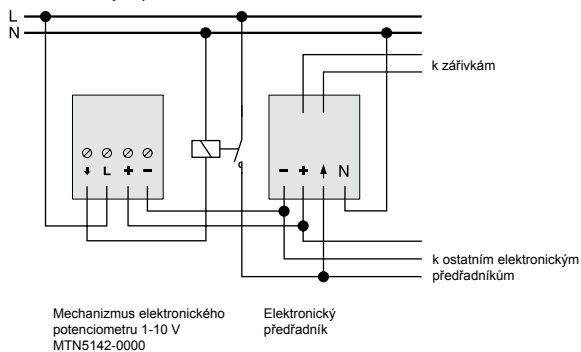 L
N
k zářivkám
L + −
− + N
k ostatním elektronickým
předřadníkům
Mechanizmus elektronického
potenciometru 1-10 V
MTN5142-0000
Elektronický
předřadník